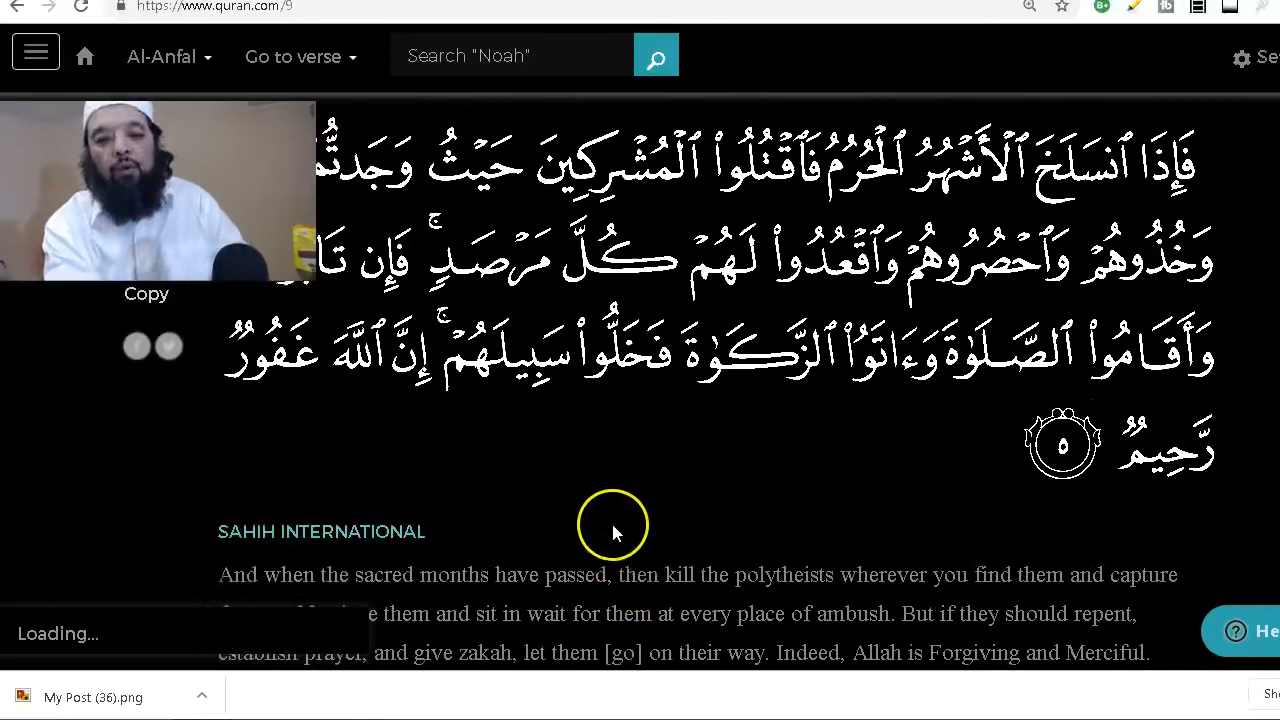 https://www.quran.com/9
Al-Anfal
Go to verse
Search "Noah"
فَإِذَا ٱنسَلَخَ ٱلْأَشْهُرُ ٱلْحُرُمُ فَٱقْتُلُوا۟ ٱلْمُشْرِكِينَ حَيْثُ
وَخُذُوهُمْ وَٱحْصُرُوهُمْ وَٱقْعُدُوا۟ لَهُمْ كُلَّ مَرْصَدٍۢ ۚ فَإِن
Copy
وَأَقَامُوا۟ ٱلصَّلَوٰةَ وَءَاتَوُا۟ ٱلزَّكَوٰةَ فَخَلُّوا۟ سَبِيلَهُمْ ۚ إِنَّ ٱللَّهَ غَفُورٌۭ
رَّحِيمٌۭ ٥
SAHIH INTERNATIONAL
And when the sacred months have passed, then kill the polytheists wherever you find them and capture
them and sit in wait for them at every place of ambush. But if they should repent,
Loading...
establish prayer, and give zakah, let them [go] on their way. Indeed, Allah is Forgiving and Merciful.
My Post (36).png